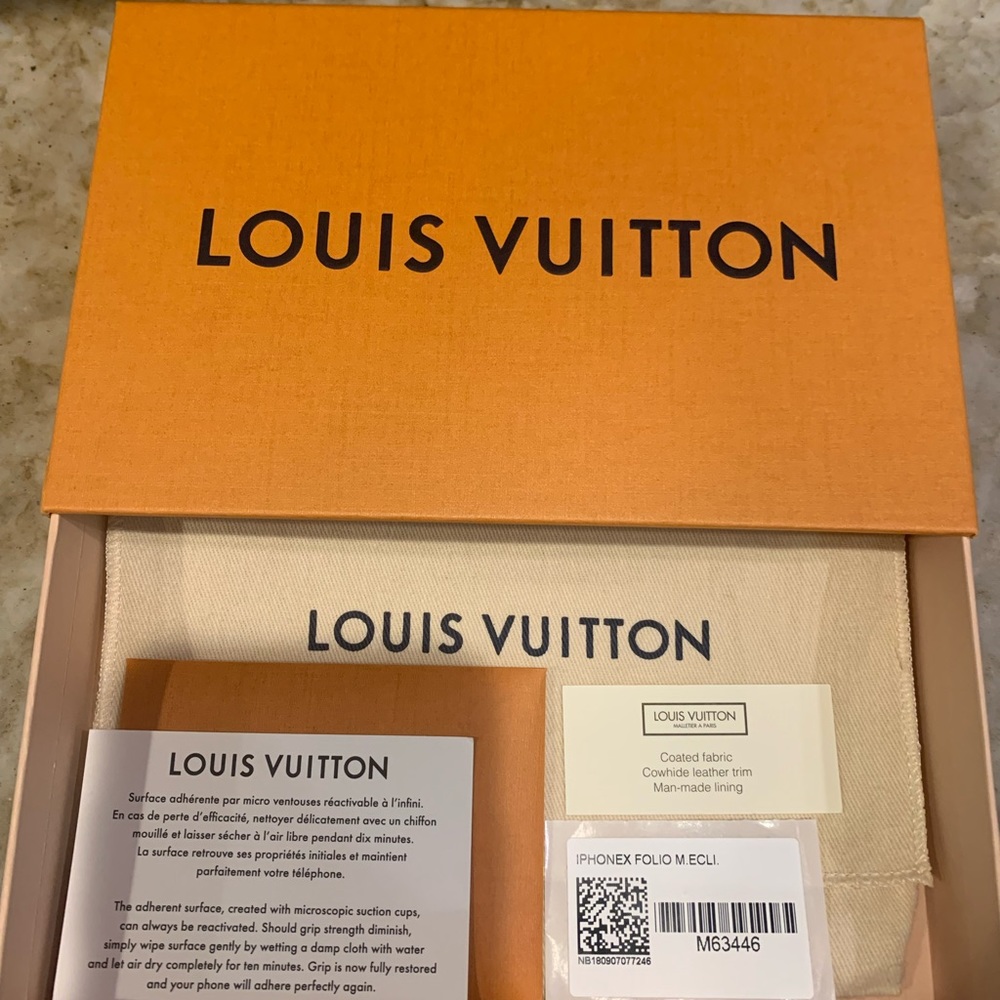 LOUIS VUITTON
LOUIS VUITTON
LOUIS VUITTON
MALLETIER A PARIS
Coated fabric
Cowhide leather trim
Man-made lining
LOUIS VUITTON
Surface adhérente par micro ventouses réactivable à l'infini.
En cas de perte d'efficacité, nettoyer délicatement avec un chiffon
mouillé et laisser sécher à l'air libre pendant dix minutes.
La surface retrouve ses propriétés initiales et maintient
parfaitement votre téléphone.
The adherent surface, created with microscopic suction cups,
can always be reactivated. Should grip strength diminish,
simply wipe surface gently by wetting a damp cloth with water
and let air dry completely for ten minutes. Grip is now fully restored
and your phone will adhere perfectly again.
IPHONEX FOLIO M.ECLI.
M63446
NB180907077246